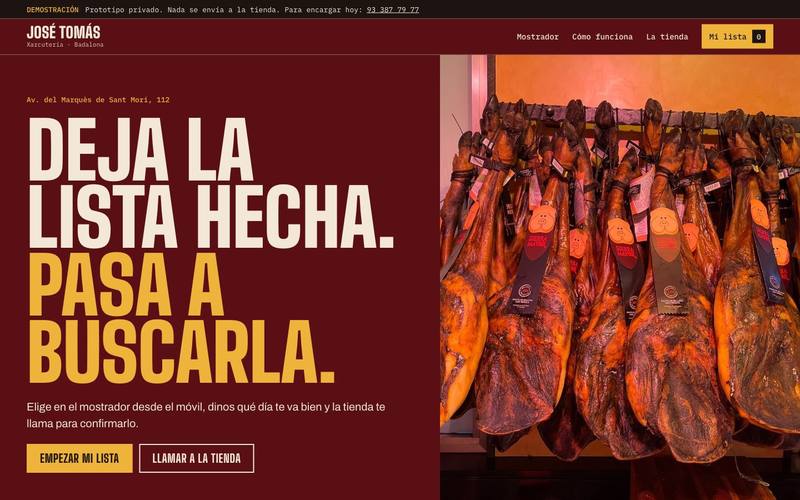 DEMOSTRACIÓN Prototipo privado. Nada se envía a la tienda. Para encargar hoy: 93 387 79 77
JOSÉ TOMÁS
Xarcutería · Badalona
Mostrador
Cómo funciona
La tienda
Mi lista 0
Av. del Marquès de Sant Mori, 112
DEJA LA
LISTA HECHA.
PASA A
BUSCARLA.
Elige en el mostrador desde el móvil, dinos qué día te va bien y la tienda te
llama para confirmarlo.
EMPEZAR MI LISTA
LLAMAR A LA TIENDA